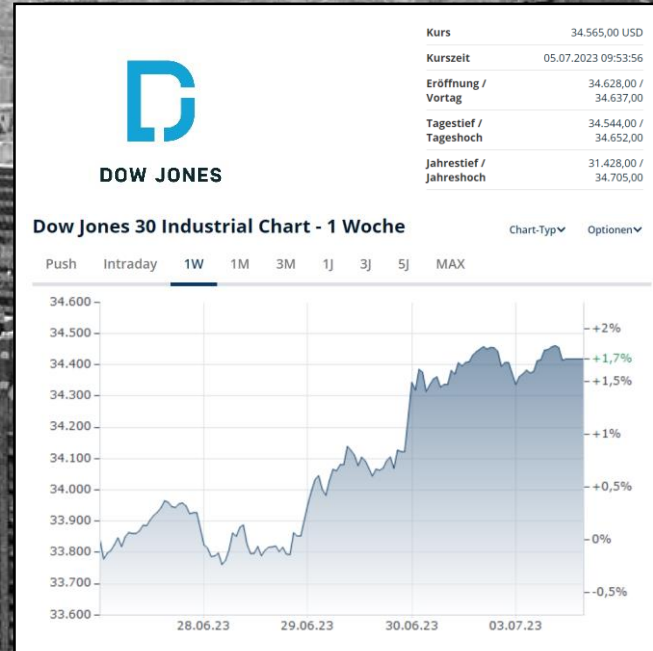 DOW JONES
Kurs 34.565,00 USD
Kurszeit 05.07.2023 09:53:56
Eröffnung / 34.628,00 /
Vortag 34.637,00
Tagestief / 34.544,00 /
Tageshoch 34.652,00
Jahrestief / 31.428,00 /
Jahreshoch 34.705,00
Dow Jones 30 Industrial Chart - 1 Woche
Chart-Typ Optionen
Push Intraday 1W 1M 3M 1J 3J 5J MAX
34.600
34.500
34.400
34.300
34.200
34.100
34.000
33.900
33.800
33.700
33.600
+2%
+1,7%
+1,5%
+1%
+0,5%
0%
-0,5%
28.06.23 29.06.23 30.06.23 03.07.23